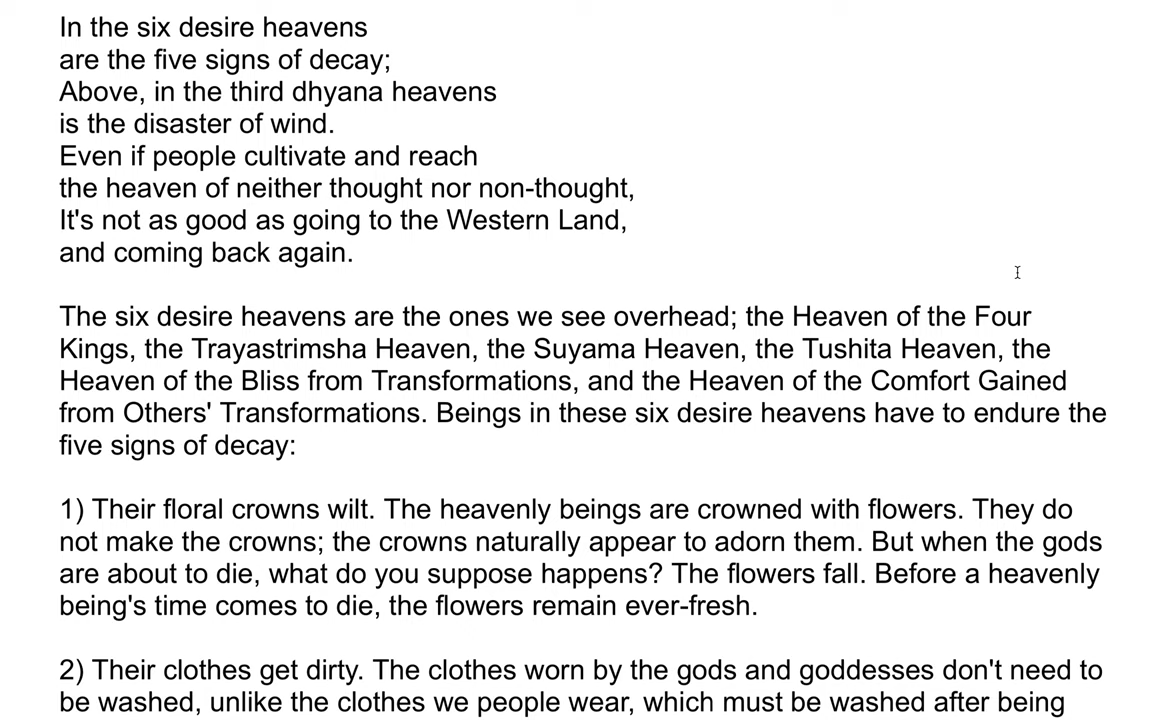 In the six desire heavens
are the five signs of decay;
Above, in the third dhyana heavens
is the disaster of wind.
Even if people cultivate and reach
the heaven of neither thought nor non-thought,
It's not as good as going to the Western Land,
and coming back again.
The six desire heavens are the ones we see overhead; the Heaven of the Four
Kings, the Trayastrimsha Heaven, the Suyama Heaven, the Tushita Heaven, the
Heaven of the Bliss from Transformations, and the Heaven of the Comfort Gained
from Others' Transformations. Beings in these six desire heavens have to endure the
five signs of decay:
1) Their floral crowns wilt. The heavenly beings are crowned with flowers. They do
not make the crowns; the crowns naturally appear to adorn them. But when the gods
are about to die, what do you suppose happens? The flowers fall. Before a heavenly
being's time comes to die, the flowers remain ever-fresh.
2) Their clothes get dirty. The clothes worn by the gods and goddesses don't need to
be washed, unlike the clothes we people wear, which must be washed after being